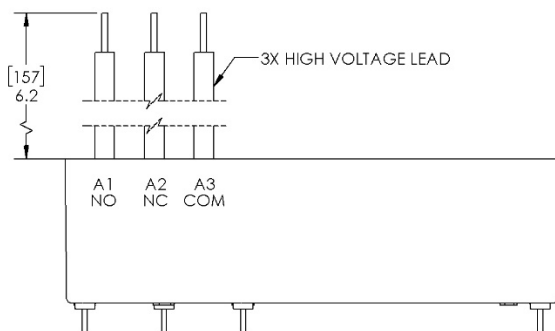 [157]
6.2
3X HIGH VOLTAGE LEAD
A1 A2 A3
NO NC COM